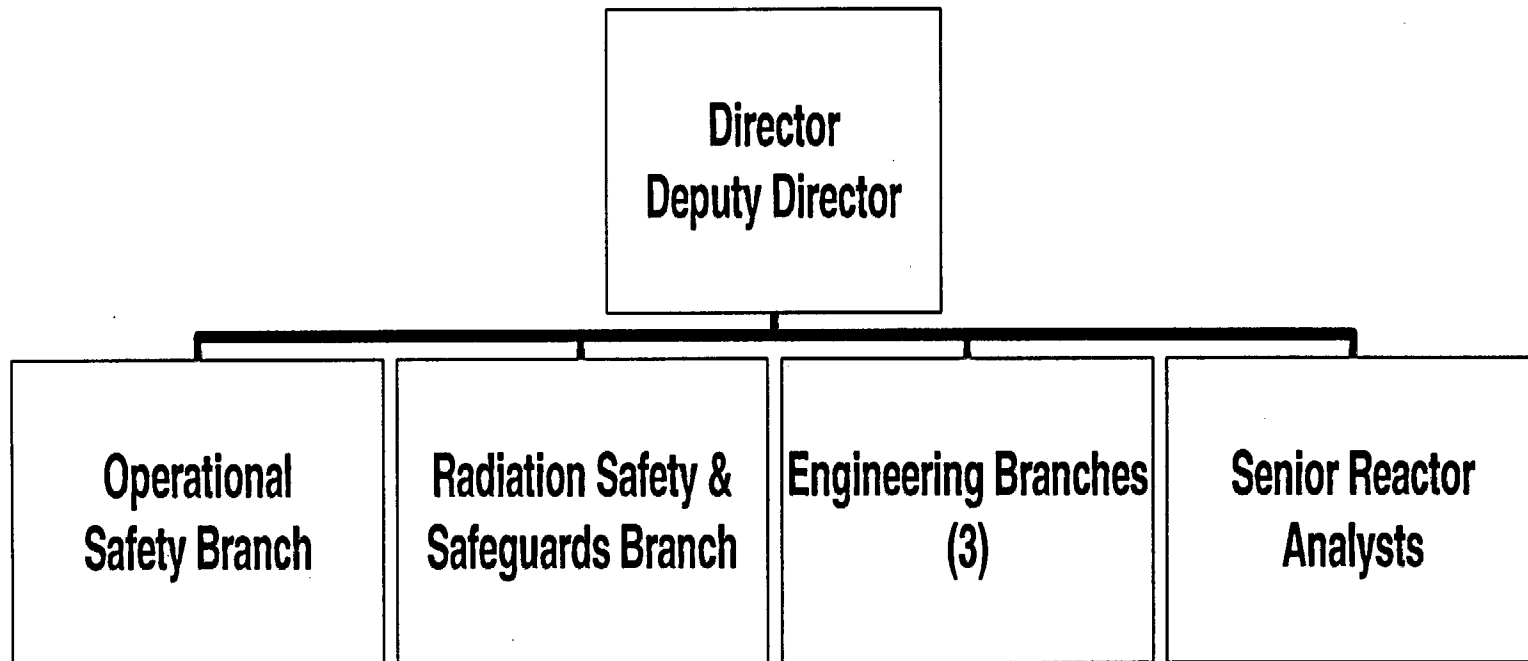 Director
Deputy Director
Operational
Safety Branch
Radiation Safety &
Safeguards Branch
Engineering Branches
(3)
Senior Reactor
Analysts